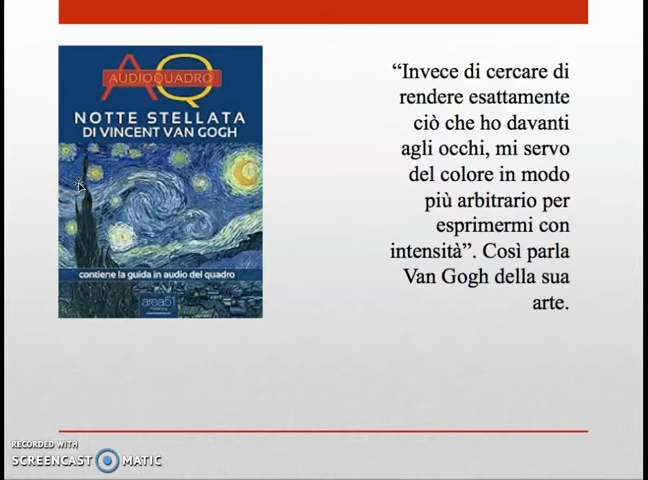 AQ
AUDIOQUADRO
NOTTE STELLATA
DI VINCENT VAN GOGH
contiene la guida in audio del quadro
area51
“Invece di cercare di
rendere esattamente
ciò che ho davanti
agli occhi, mi servo
del colore in modo
più arbitrario per
esprimermi con
intensità”. Così parla
Van Gogh della sua
arte.
RECORDED WITH
SCREENCAST MATIC